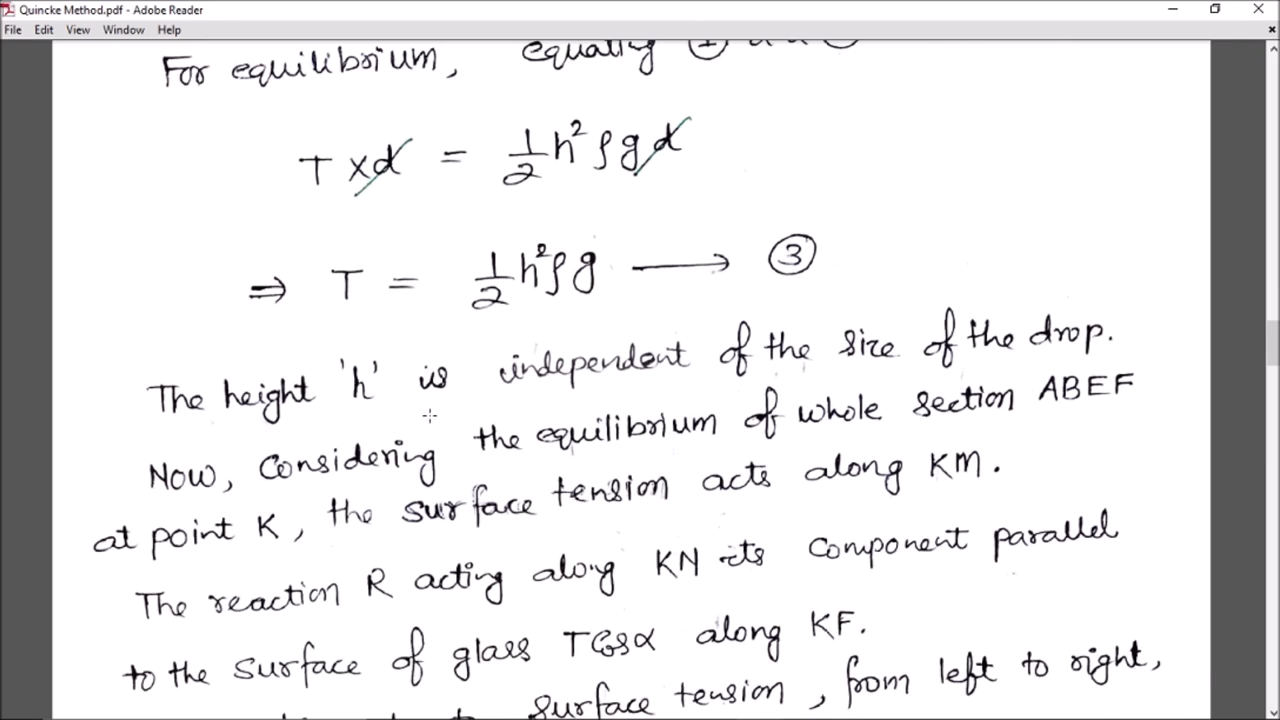 Quincke Method.pdf - Adobe Reader
File Edit View Window Help
For equilibrium, equating
T × d = 1/2 h² ρ g d
⇒ T = 1/2 h² ρ g → ③
The height 'h' is independent of the size of the drop.
Now, Considering the equilibrium of whole section ABEF
at point K, the surface tension acts along KM.
The reaction R acting along KN its component parallel
to the surface of glass T Cosα along KF.
surface tension, from left to right,